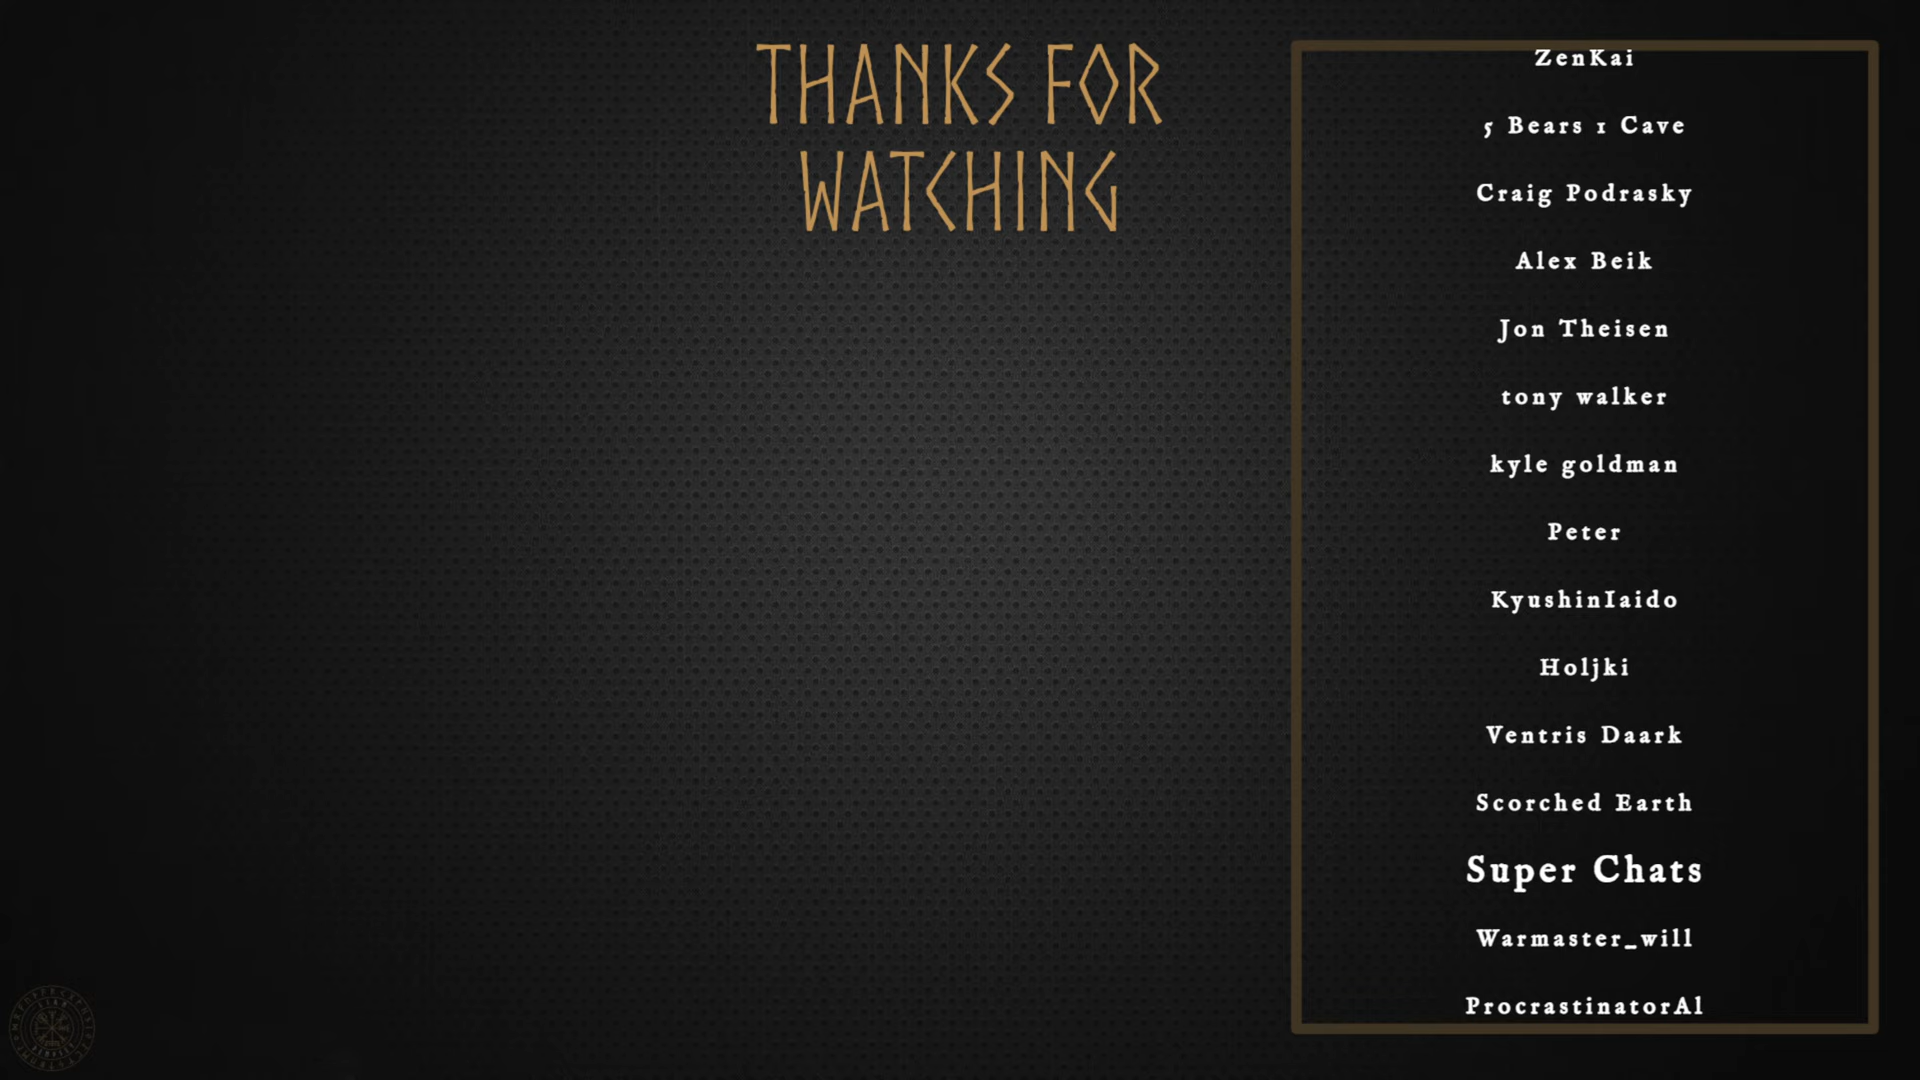 THANKS FOR
WATCHING
ZenKai
5 Bears 1 Cave
Craig Podrasky
Alex Beik
Jon Theisen
tony walker
kyle goldman
Peter
KyushinIaido
Holjki
Ventris Daark
Scorched Earth
Super Chats
Warmaster_will
ProcrastinatorAl